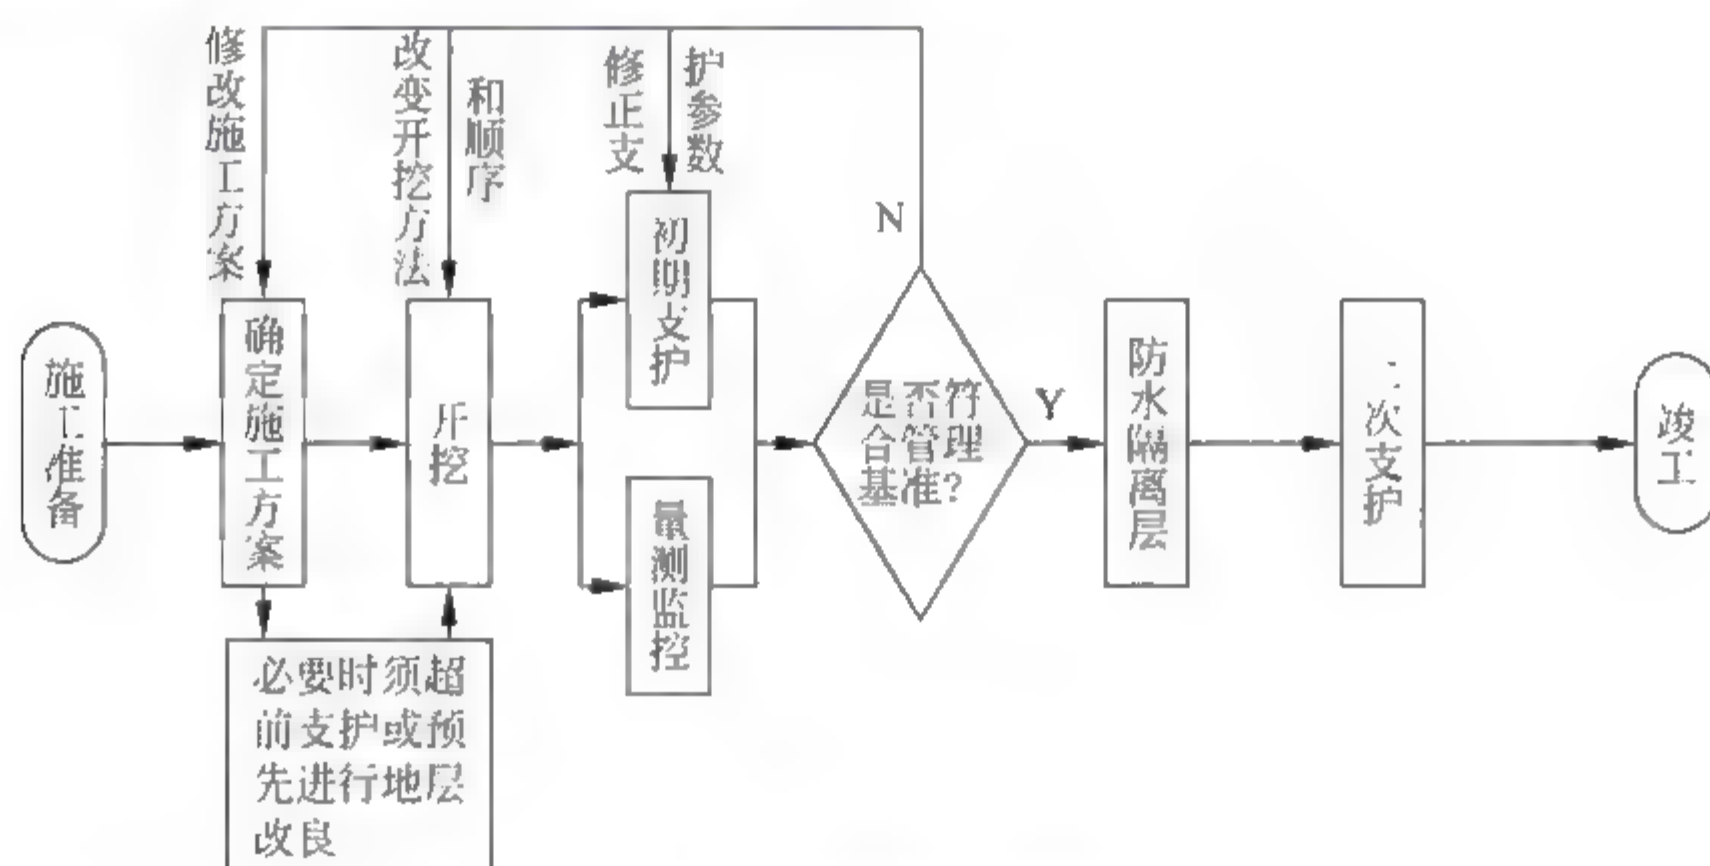 修改施工方案
改变开挖方法
和顺序
修正支
护参数
N
施工准备
确定施工方案
开挖
初期支护
量测监控
是否符
合管理
基准?
Y
防水隔离层
二次支护
竣工
必要时须超
前支护或预
先进行地层
改良